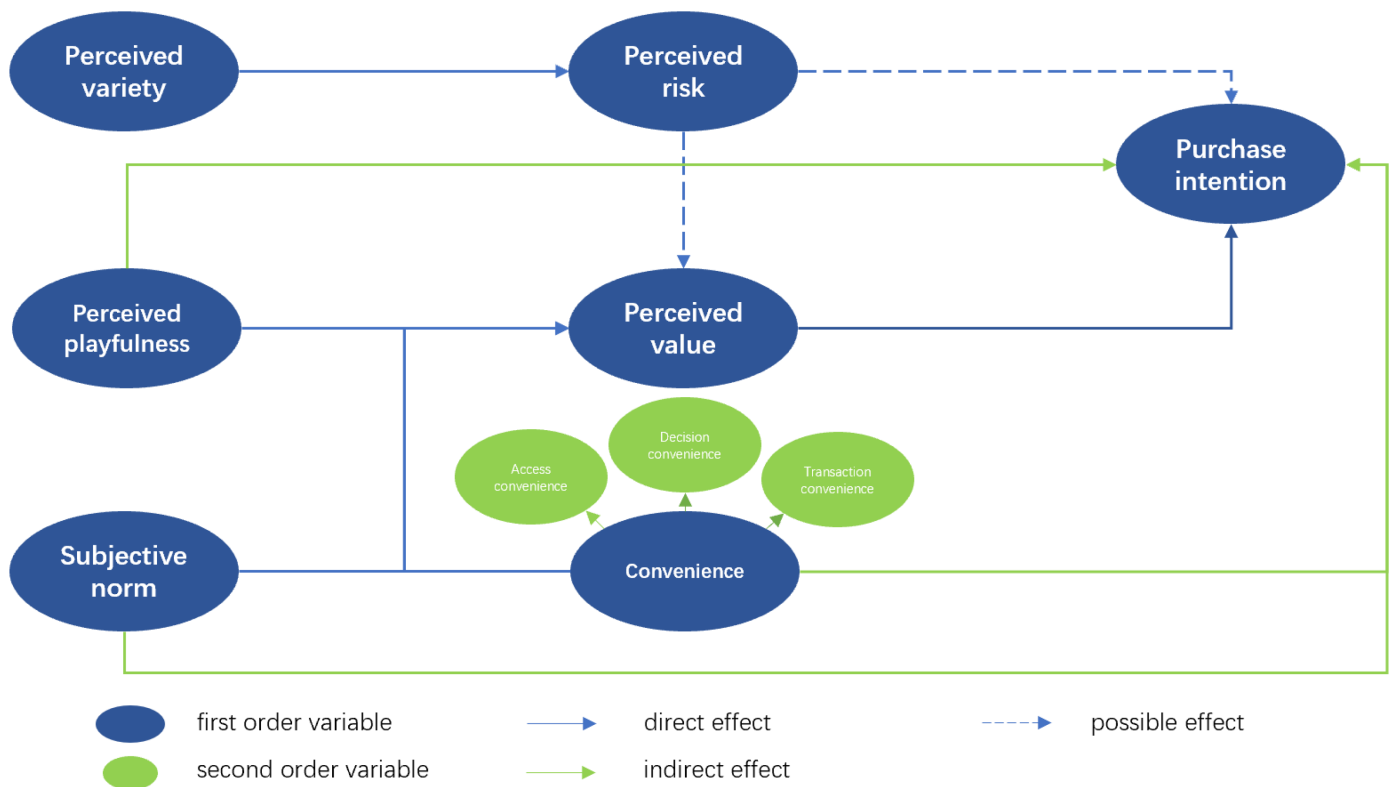 Perceived
variety
Perceived
risk
Purchase
intention
Perceived
playfulness
Perceived
value
Access
convenience
Decision
convenience
Transaction
convenience
Subjective
norm
Convenience
first order variable
direct effect
possible effect
second order variable
indirect effect